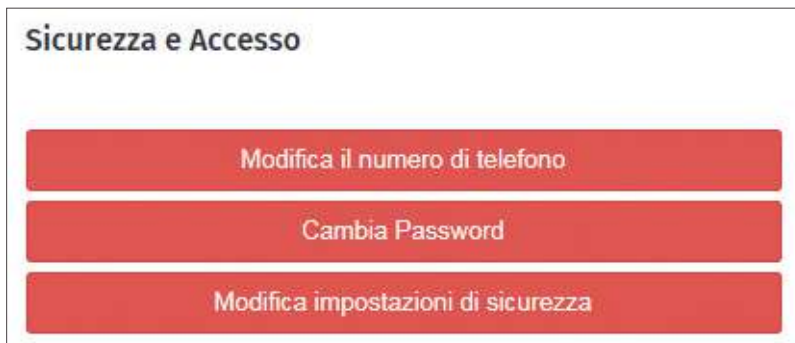 Sicurezza e Accesso
Modifica il numero di telefono
Cambia Password
Modifica impostazioni di sicurezza